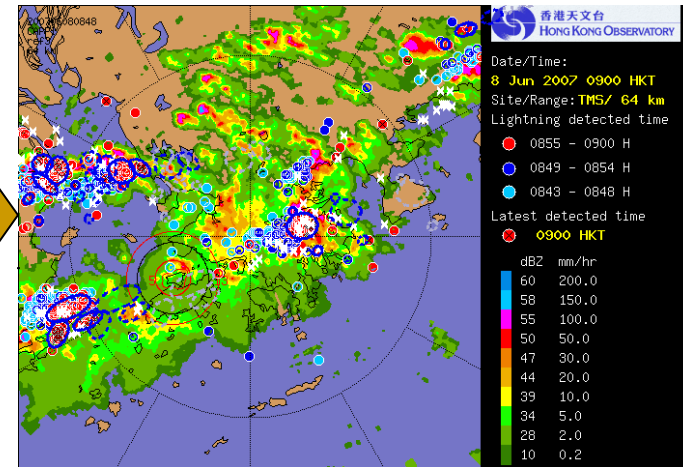 香港天文台
HONG KONG OBSERVATORY
Date/Time:
8 Jun 2007 0900 HKT
Site/Range:TMS/ 64 km
Lightning detected time
0855 - 0900 H
0849 - 0854 H
0843 - 0848 H
Latest detected time
0900 HKT
dBZ mm/hr
60 200.0
58 150.0
55 100.0
50 50.0
47 30.0
44 20.0
39 10.0
34 5.0
28 2.0
10 0.2